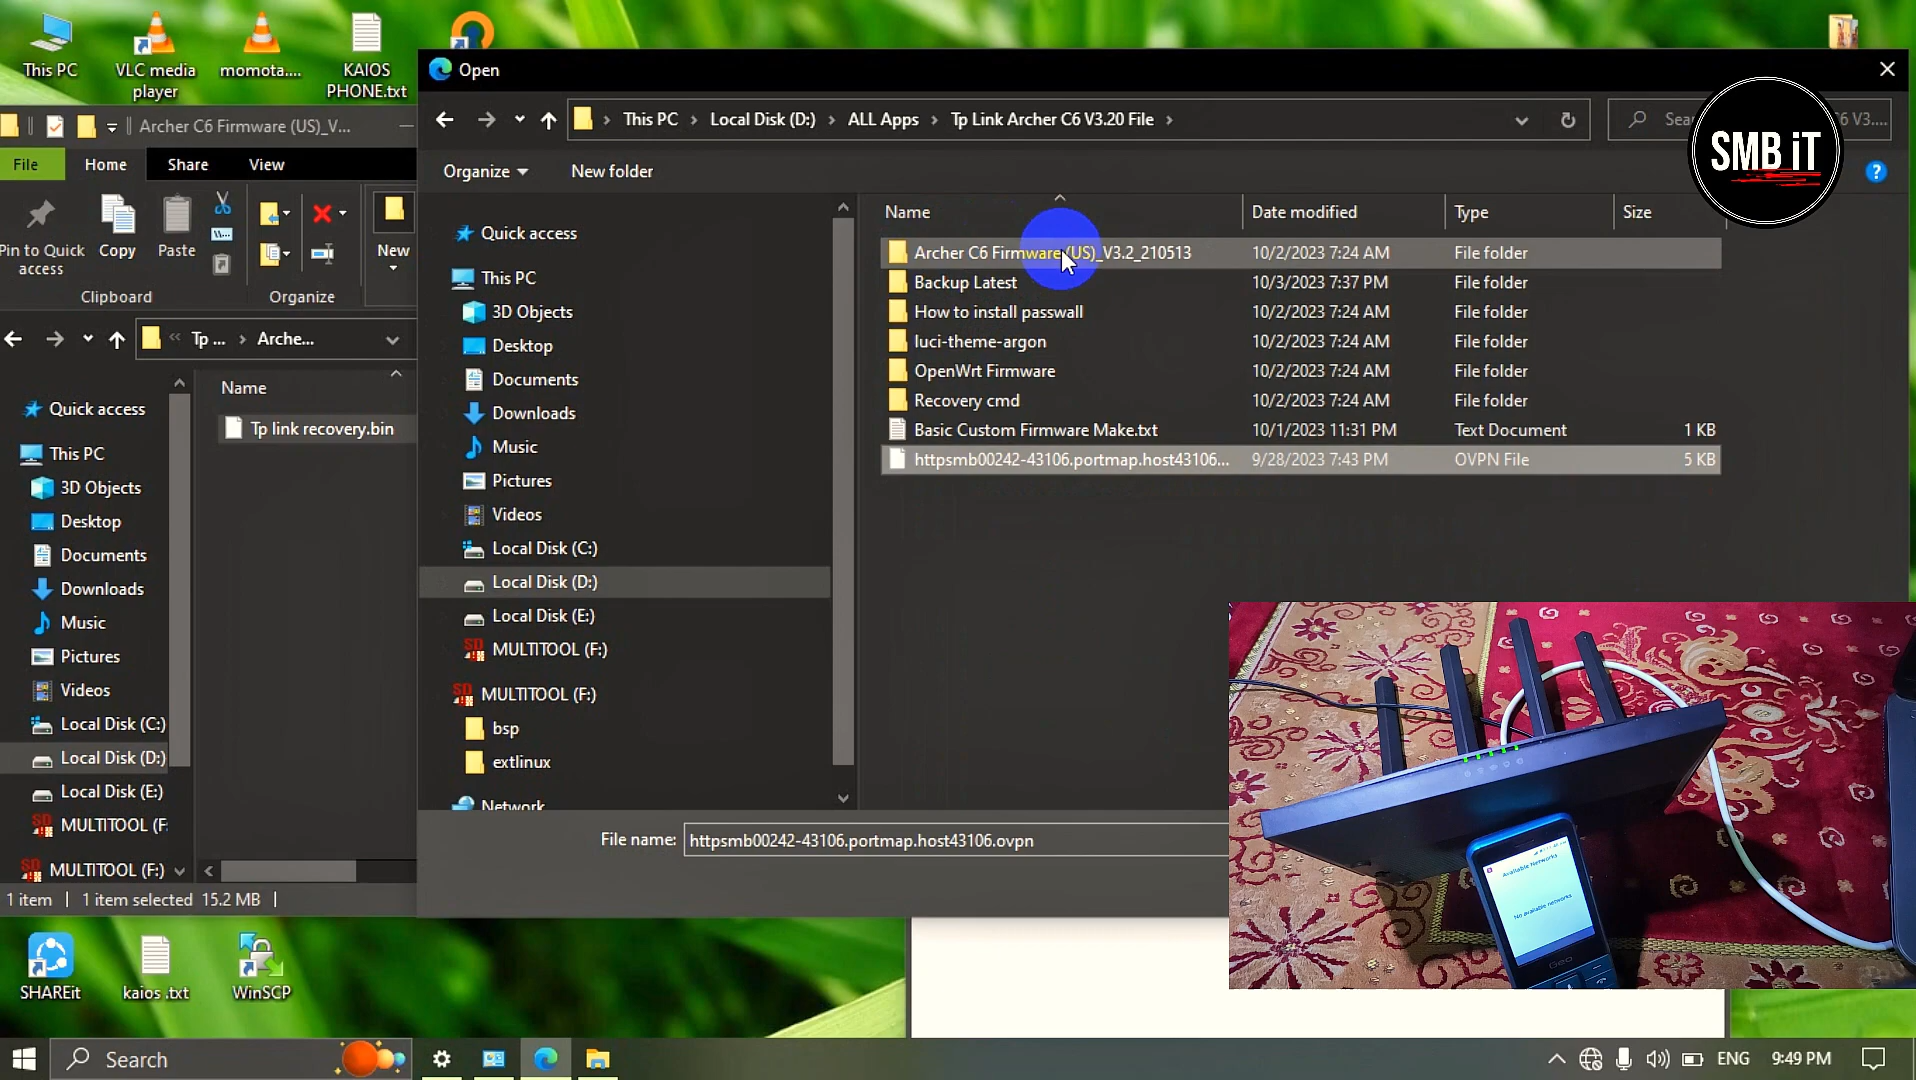 This PC
VLC media
player
momota....
KAIOS
PHONE.txt
Archer C6 Firmware (US)_V...
File
Home
Share
View
Pin to Quick
access
Copy
Paste
New
Clipboard
Organize
Tp ...
Arche...
Quick access
This PC
3D Objects
Desktop
Documents
Downloads
Music
Pictures
Videos
Local Disk (C:)
Local Disk (D:)
Local Disk (E:)
MULTITOOL (F:
MULTITOOL (F:)
Name
Tp link recovery.bin
1 item
1 item selected
15.2 MB
Open
This PC
Local Disk (D:)
ALL Apps
Tp Link Archer C6 V3.20 File
C6 V3....
SMB iT
Organize
New folder
Quick access
This PC
3D Objects
Desktop
Documents
Downloads
Music
Pictures
Videos
Local Disk (C:)
Local Disk (D:)
Local Disk (E:)
MULTITOOL (F:)
MULTITOOL (F:)
bsp
extlinux
Network
Name Date modified Type Size
Archer C6 Firmware (US)_V3.2_210513 10/2/2023 7:24 AM File folder
Backup Latest 10/3/2023 7:37 PM File folder
How to install passwall 10/2/2023 7:24 AM File folder
luci-theme-argon 10/2/2023 7:24 AM File folder
OpenWrt Firmware 10/2/2023 7:24 AM File folder
Recovery cmd 10/2/2023 7:24 AM File folder
Basic Custom Firmware Make.txt 10/1/2023 11:31 PM Text Document 1 KB
httpsmb00242-43106.portmap.host43106... 9/28/2023 7:43 PM OVPN File 5 KB
File name: httpsmb00242-43106.portmap.host43106.ovpn
Available Networks
No available networks
Geo
SHAREit
kaios .txt
WinSCP
Search
ENG
9:49 PM